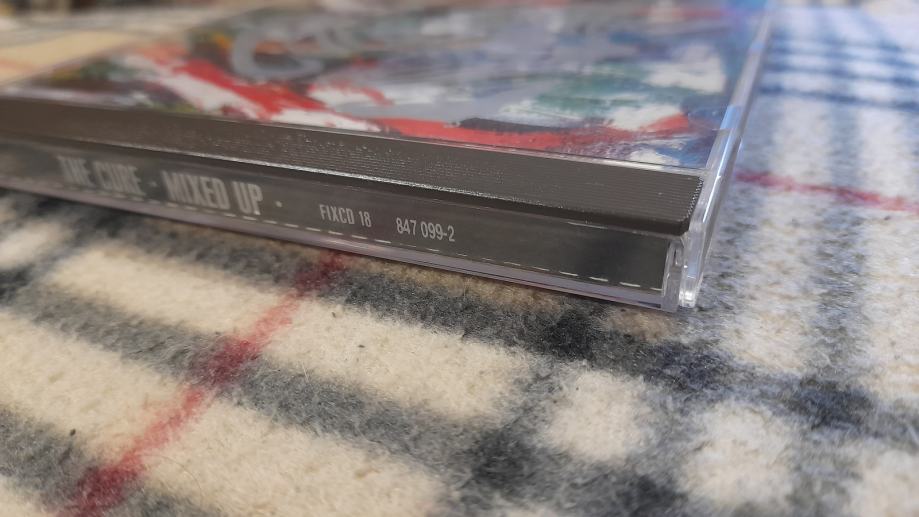 THE CURE · MIXED UP · FIXCD 18 847 099-2